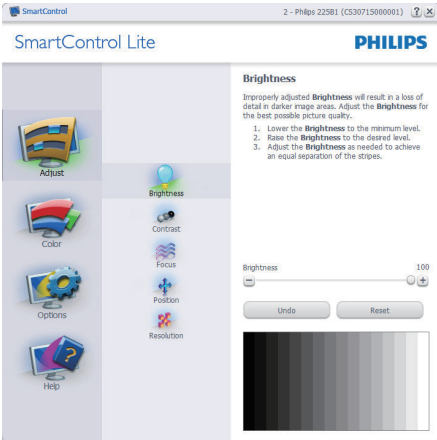 SmartControl
2 - Philips 225B1 (CS30715000001)
SmartControl Lite
PHILIPS
Adjust
Color
Options
Help
Brightness
Contrast
Focus
Position
Resolution
Brightness
Improperly adjusted Brightness will result in a loss of
detail in darker image areas. Adjust the Brightness for
the best possible picture quality.
1. Lower the Brightness to the minimum level.
2. Raise the Brightness to the desired level.
3. Adjust the Brightness as needed to achieve
an equal separation of the stripes.
Brightness 100
Undo
Reset